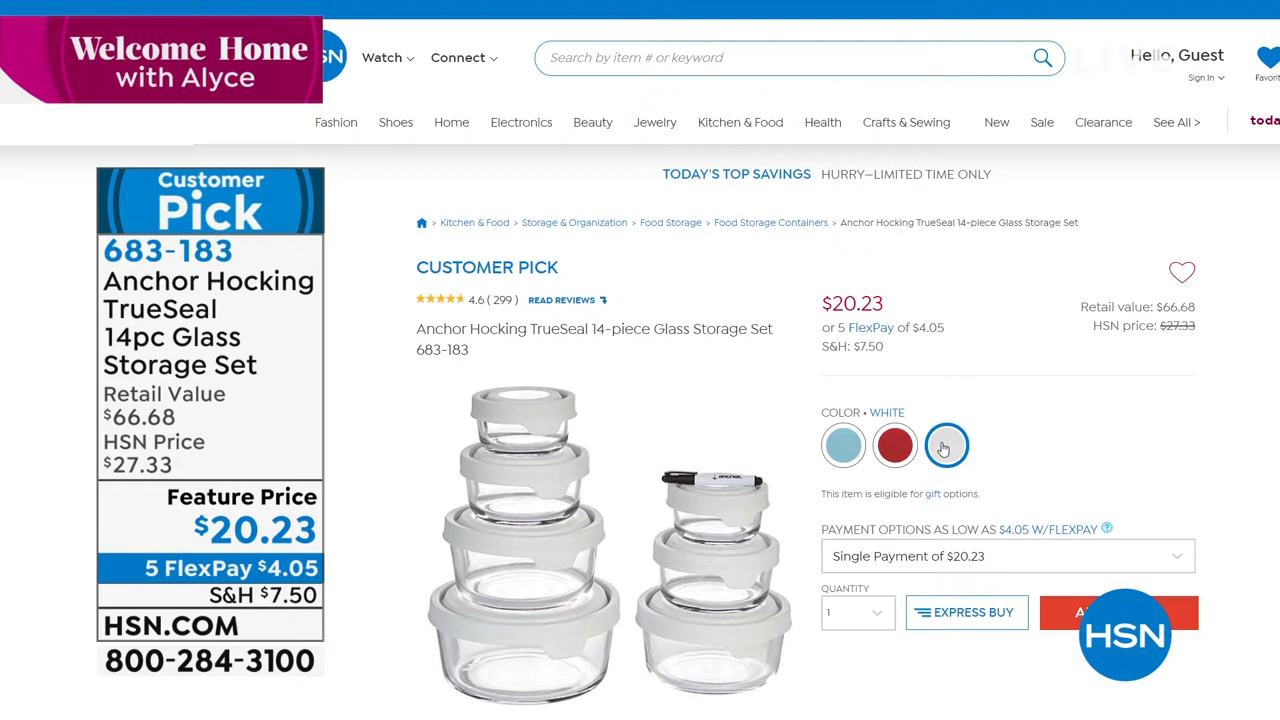 Welcome Home
with Alyce
SN
Watch
Connect
Search by item # or keyword
LIVE
Hello, Guest
Sign In
Favori
Fashion
Shoes
Home
Electronics
Beauty
Jewelry
Kitchen & Food
Health
Crafts & Sewing
New
Sale
Clearance
See All >
toda
TODAY'S TOP SAVINGS HURRY—LIMITED TIME ONLY
> Kitchen & Food > Storage & Organization > Food Storage > Food Storage Containers > Anchor Hocking TrueSeal 14-piece Glass Storage Set
Customer
Pick
683-183
Anchor Hocking
TrueSeal
14pc Glass
Storage Set
Retail Value
$66.68
HSN Price
$27.33
Feature Price
$20.23
5 FlexPay $4.05
S&H $7.50
HSN.COM
800-284-3100
CUSTOMER PICK
4.6 ( 299 ) READ REVIEWS
Anchor Hocking TrueSeal 14-piece Glass Storage Set
683-183
anchor.
$20.23
or 5 FlexPay of $4.05
S&H: $7.50
Retail value: $66.68
HSN price: $27.33
COLOR • WHITE
This item is eligible for gift options.
PAYMENT OPTIONS AS LOW AS $4.05 W/FLEXPAY ?
Single Payment of $20.23
QUANTITY
1
EXPRESS BUY
A
HSN